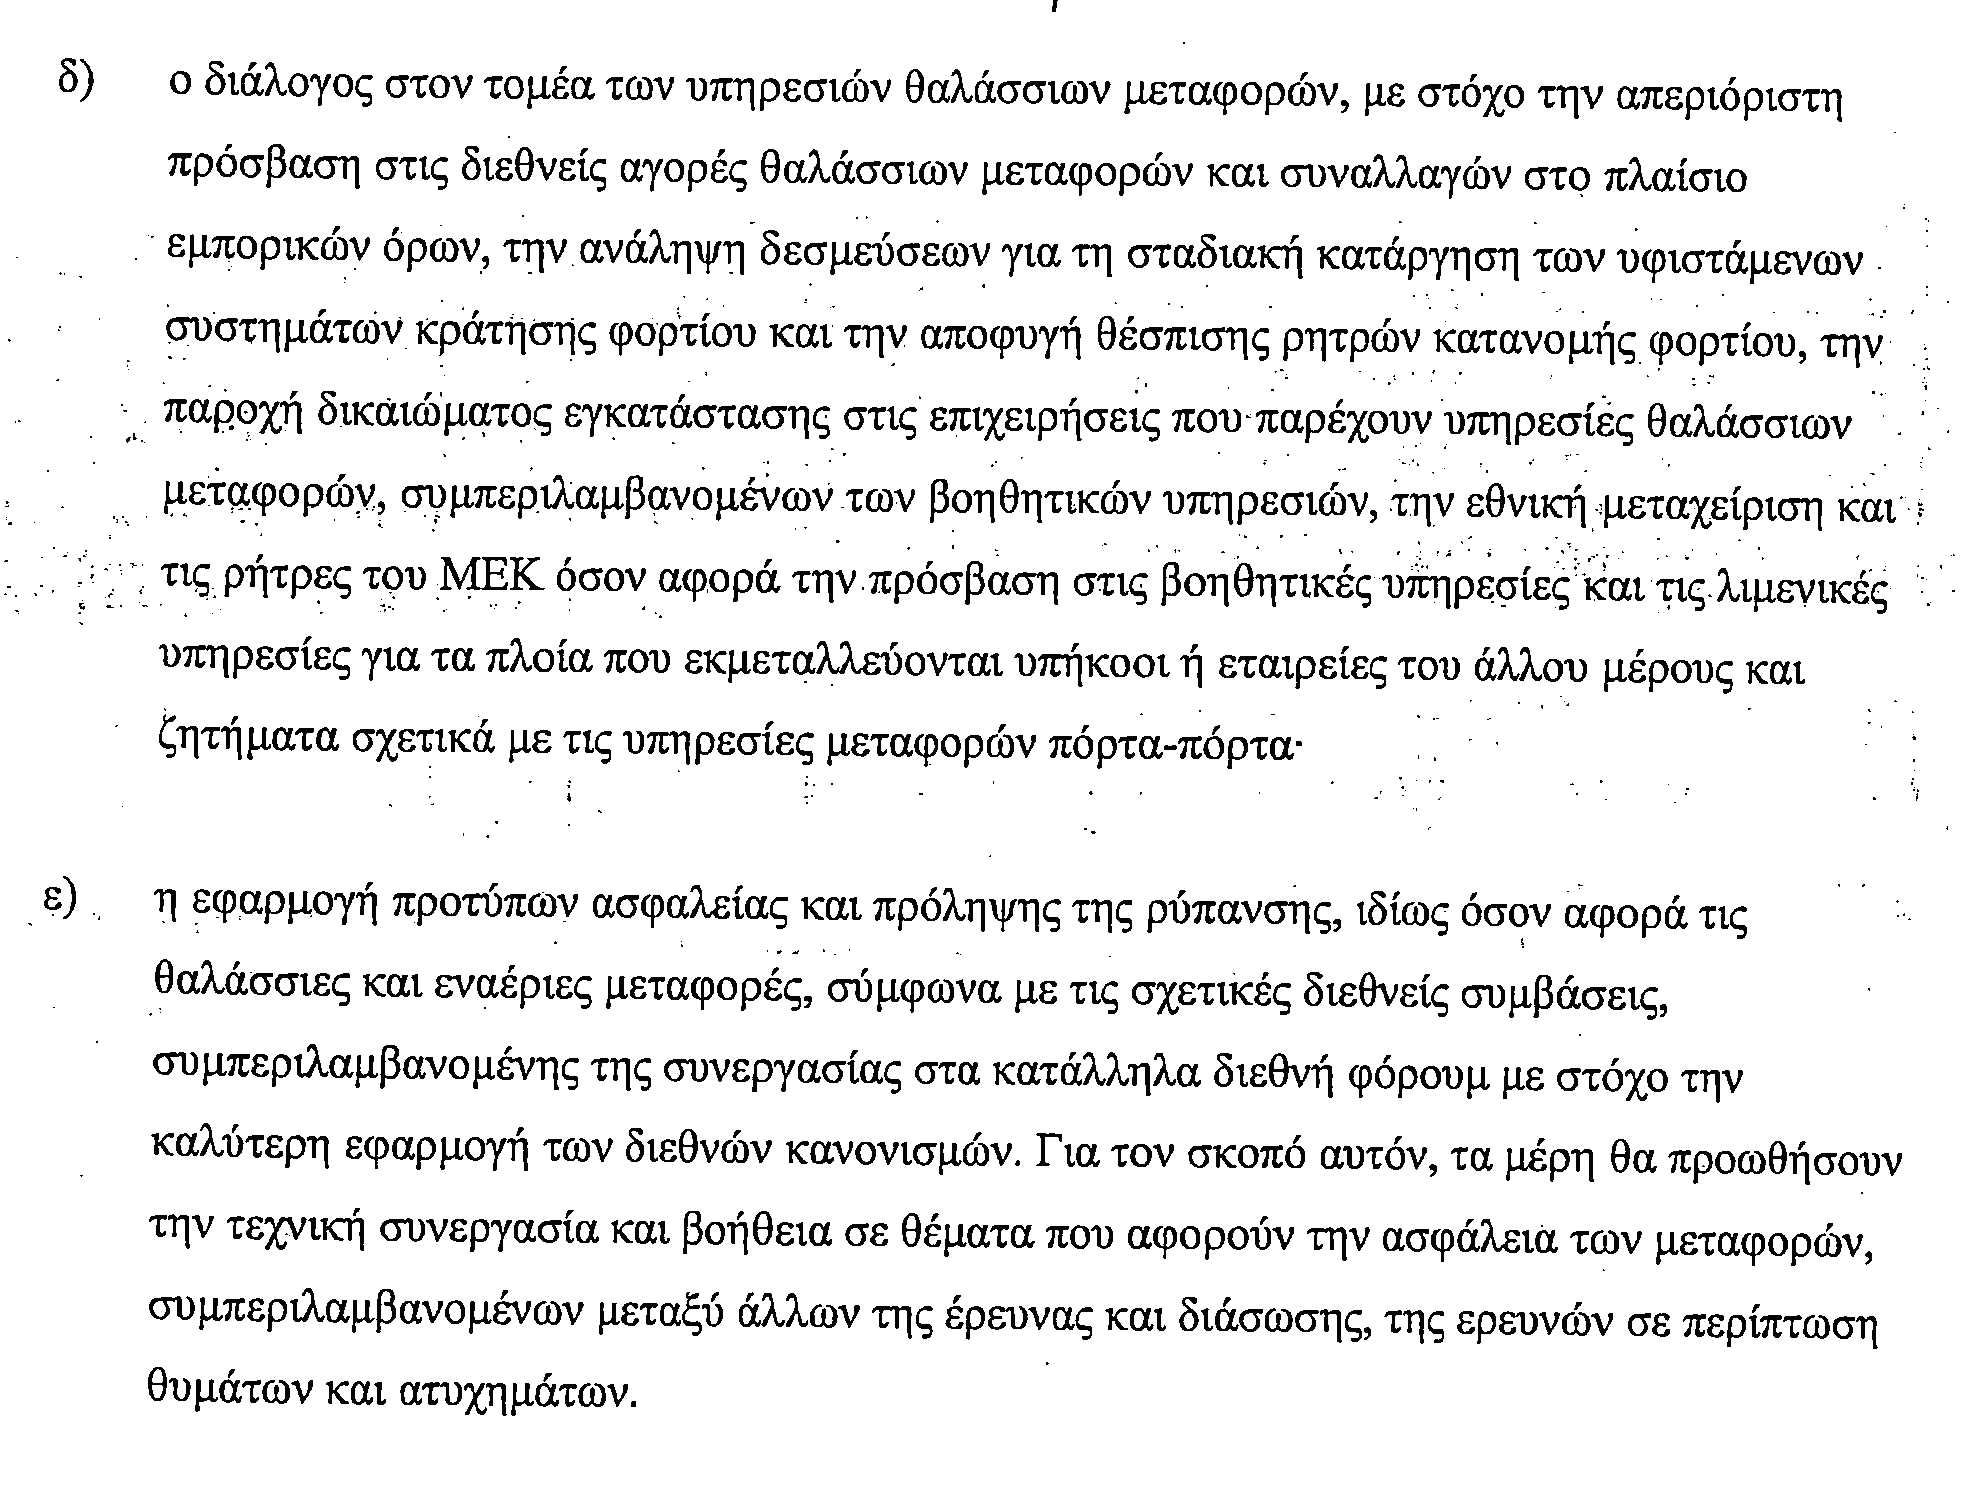 δ) ο διάλογος στον τομέα των υπηρεσιών θαλάσσιων μεταφορών, με στόχο την απεριόριστη
πρόσβαση στις διεθνείς αγορές θαλάσσιων μεταφορών και συναλλαγών στο πλαίσιο
εμπορικών όρων, την ανάληψη δεσμεύσεων για τη σταδιακή κατάργηση των υφιστάμενων
συστημάτων κράτησης φορτίου και την αποφυγή θέσπισης ρητρών κατανομής φορτίου, την
παροχή δικαιώματος εγκατάστασης στις επιχειρήσεις που παρέχουν υπηρεσίες θαλάσσιων
μεταφορών, συμπεριλαμβανομένων των βοηθητικών υπηρεσιών, την εθνική μεταχείριση και
τις ρήτρες του ΜΕΚ όσον αφορά την πρόσβαση στις βοηθητικές υπηρεσίες και τις λιμενικές
υπηρεσίες για τα πλοία που εκμεταλλεύονται υπήκοοι ή εταιρείες του άλλου μέρους και
ζητήματα σχετικά με τις υπηρεσίες μεταφορών πόρτα-πόρτα·
ε) η εφαρμογή προτύπων ασφαλείας και πρόληψης της ρύπανσης, ιδίως όσον αφορά τις
θαλάσσιες και εναέριες μεταφορές, σύμφωνα με τις σχετικές διεθνείς συμβάσεις,
συμπεριλαμβανομένης της συνεργασίας στα κατάλληλα διεθνή φόρουμ με στόχο την
καλύτερη εφαρμογή των διεθνών κανονισμών. Για τον σκοπό αυτόν, τα μέρη θα προωθήσουν
την τεχνική συνεργασία και βοήθεια σε θέματα που αφορούν την ασφάλεια των μεταφορών,
συμπεριλαμβανομένων μεταξύ άλλων της έρευνας και διάσωσης, της ερευνών σε περίπτωση
θυμάτων και ατυχημάτων.